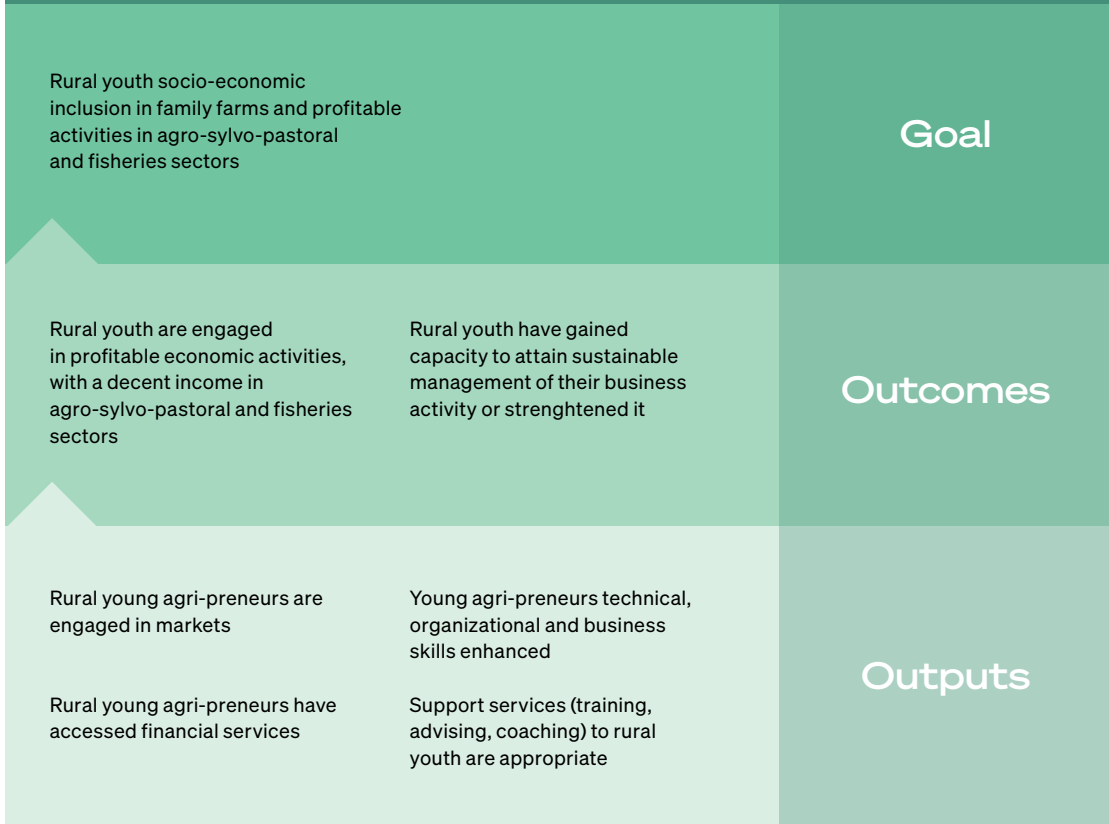 Rural youth socio-economic
inclusion in family farms and profitable
activities in agro-sylvo-pastoral
and fisheries sectors
Goal
Rural youth are engaged
in profitable economic activities,
with a decent income in
agro-sylvo-pastoral and fisheries
sectors
Rural youth have gained
capacity to attain sustainable
management of their business
activity or strenghtened it
Outcomes
Rural young agri-preneurs are
engaged in markets
Young agri-preneurs technical,
organizational and business
skills enhanced
Rural young agri-preneurs have
accessed financial services
Support services (training,
advising, coaching) to rural
youth are appropriate
Outputs